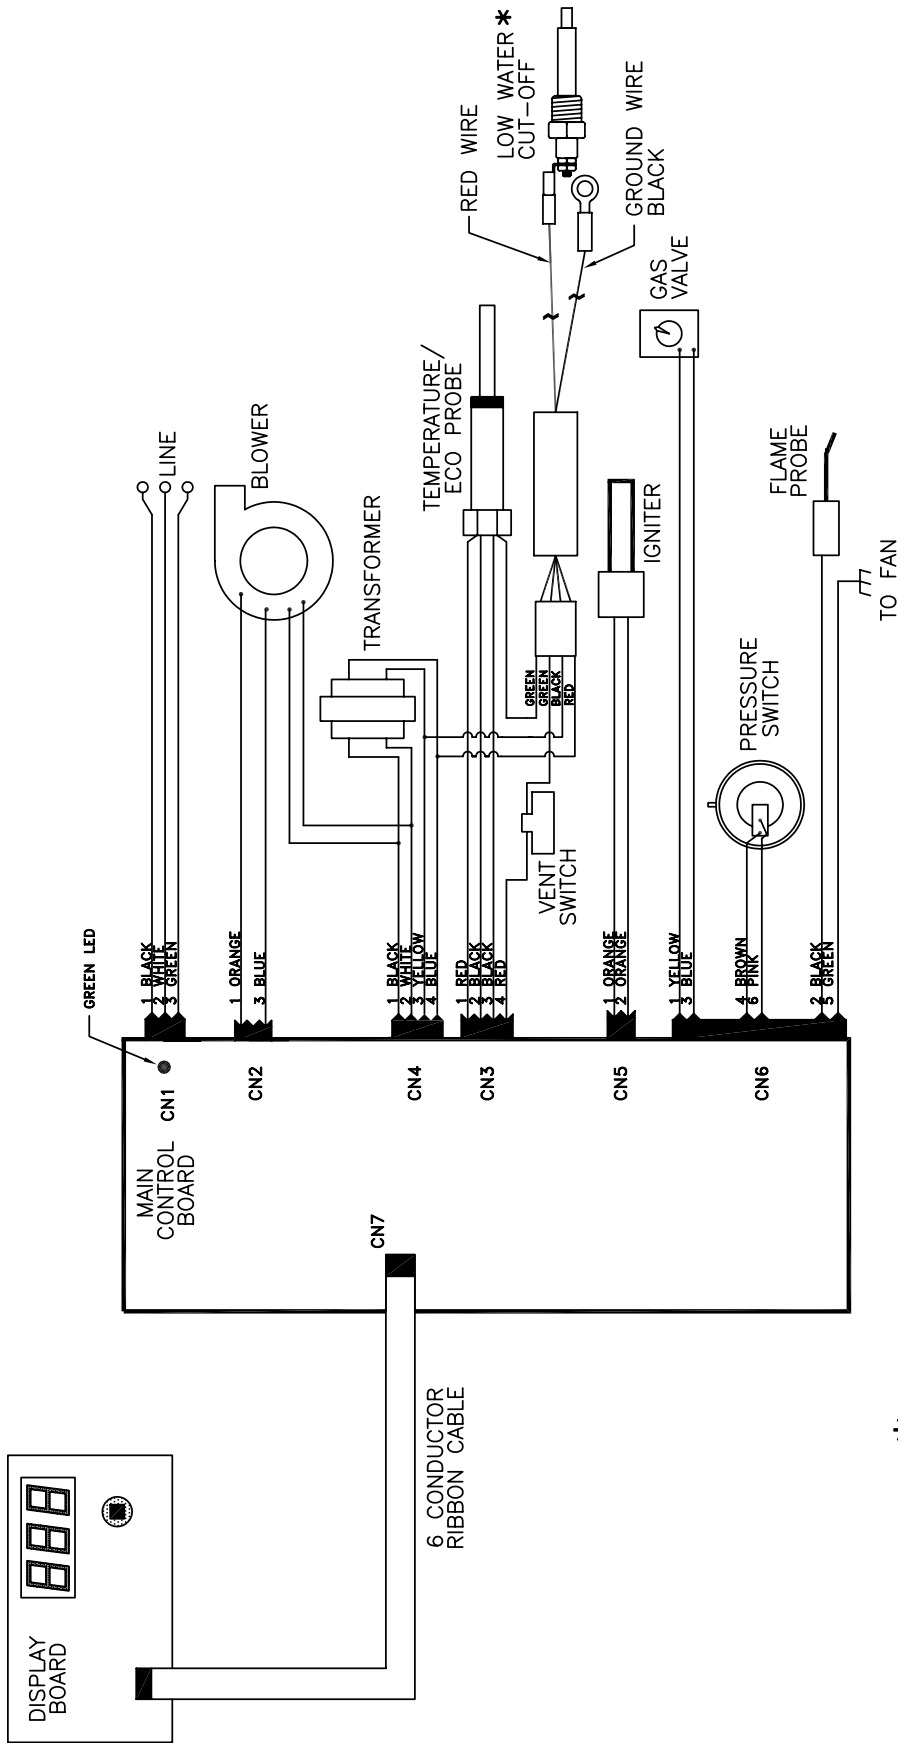 GREEN LED
1 BLACK
2 WHITE
3 GREEN
LINE
1 ORANGE
3 BLUE
BLOWER
TRANSFORMER
1 BLACK
2 WHITE
3 YELLOW
4 BLUE
TEMPERATURE/
ECO PROBE
1 RED
2 BLACK
3 BLACK
4 RED
RED WIRE
LOW WATER *
CUT-OFF
GROUND WIRE
BLACK
GREEN
GREEN
BLACK
RED
VENT
SWITCH
IGNITER
1 ORANGE
2 ORANGE
GAS
VALVE
1 YELLOW
3 BLUE
PRESSURE
SWITCH
4 BROWN
6 PINK
FLAME
PROBE
2 BLACK
5 GREEN
TO FAN
MAIN
CONTROL
BOARD
CN1
CN2
CN4
CN3
CN5
CN6
CN7
6 CONDUCTOR
RIBBON CABLE
DISPLAY
BOARD
888